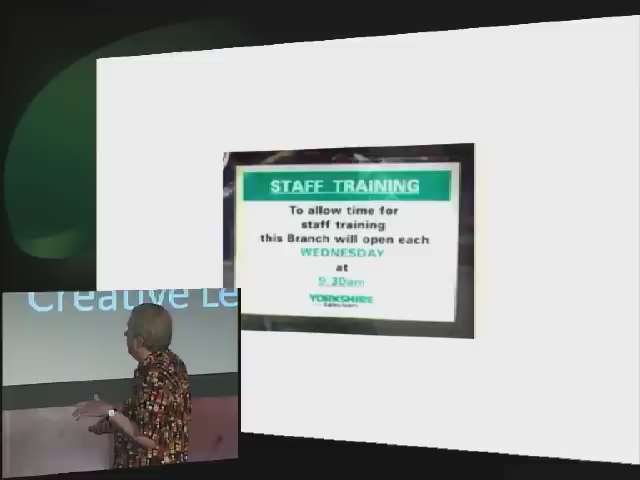 STAFF TRAINING
To allow time for
staff training
this Branch will open each
WEDNESDAY
at
9.30am
YORKSHIRE
Creative Le